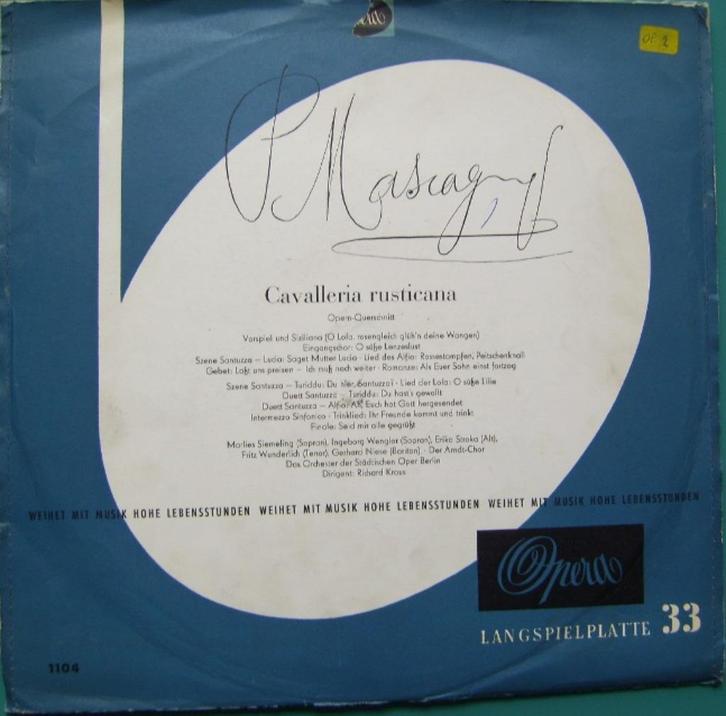 OP. 2
P Mascagni
Cavalleria rusticana
Opern-Querschnitt
Vorspiel und Siziliana (O Lola, rosengleich glüh'n deine Wangen)
Eingangschor: O süße Lenzeslust
Szene Santuzza – Lucia: Saget Mutter Lucia · Lied des Alfio: Rossestampfen, Peitschenknall
Gebet: Laßt uns preisen – Ich muß noch weiter · Romanze: Als Euer Sohn einst fortzog
Szene Santuzza – Turiddu: Du hier, Santuzza? · Lied der Lola: O süße Lilie
Duett Santuzza – Turiddu: Du hast's gewollt
Duett Santuzza – Alfio: Euch hat Gott hergesendet
Intermezzo Sinfonico · Trinklied: Ihr Freunde kommt und trinkt
Finale: Seid mir alle gegrüßt
Marlies Siemeling (Sopran), Ingeborg Wengler (Sopran), Erika (Alt),
Fritz Wunderlich (Tenor), Gerhard Niese (Bariton) · Der Arndt-Chor
Das Orchester der Städtischen Oper Berlin
Dirigent: Richard Kraus
WEIHET MIT MUSIK HOHE LEBENSSTUNDEN WEIHET MIT MUSIK HOHE LEBENSSTUNDEN WEIHET MIT MUSIK HOHE LEBENSSTUNDEN
Opera
LANGSPIELPLATTE 33
1104